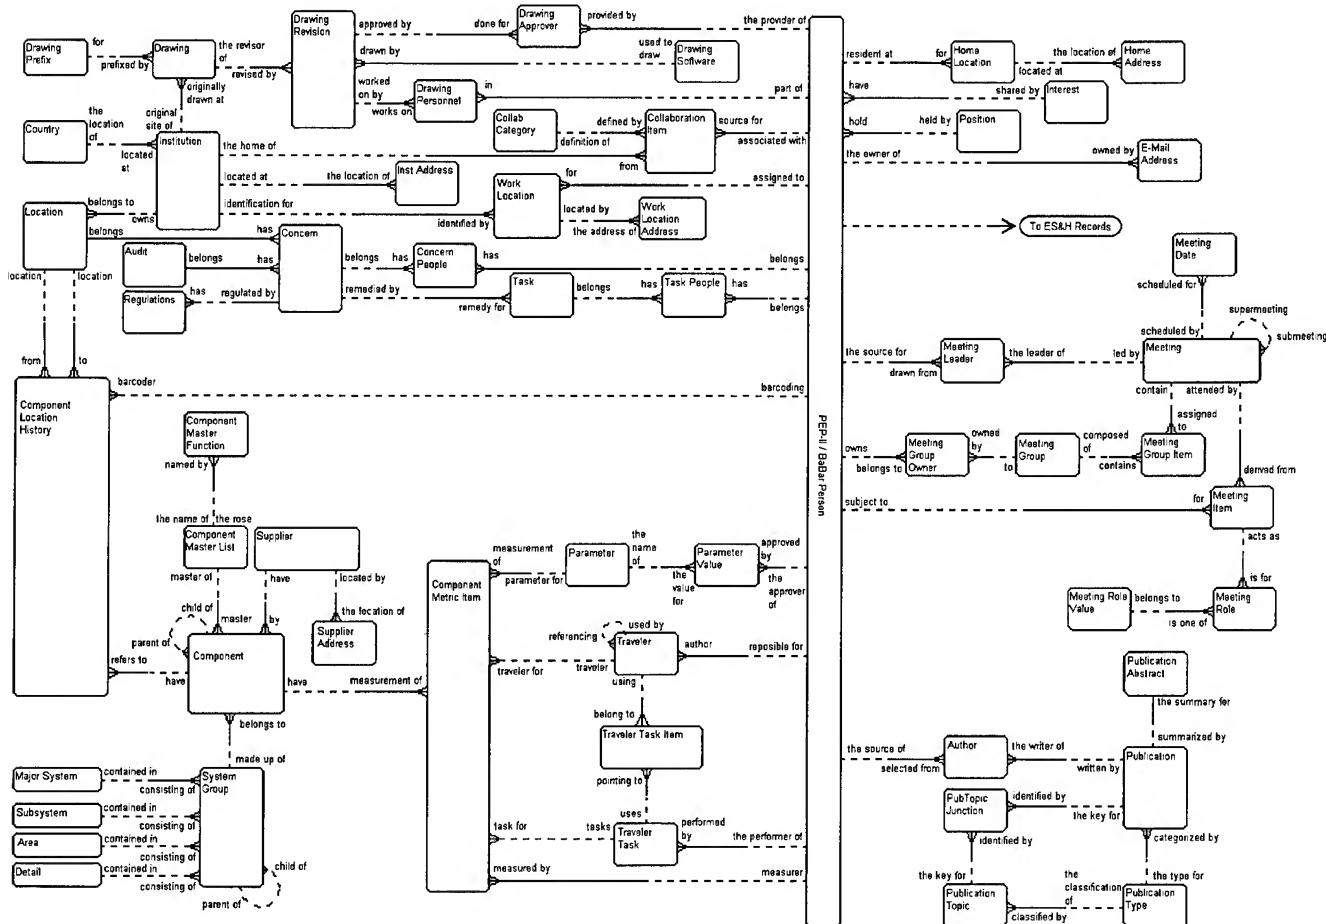 Drawing
Prefix
for
prefixed by
Drawing
the revisor
of
revised by
Drawing
Revision
approved by
done for
Drawing
Approver
provided by
the provider of
drawn by
used to
draw
Drawing
Software
worked
on by
works on
Drawing
Personnel
in
part of
originally
drawn at
original
site of
Country
the
location
of
located
at
Institution
the home of
from
Collab
Category
defined by
definition of
Collaboration
Item
source for
associated with
located at
the location of
Inst Address
Work
Location
for
assigned to
located by
the address of
Work
Location
Address
Location
belongs to
owns
identification for
identified by
belongs
has
Concern
Audit
belongs
has
belongs
has
Concern
People
has
belongs
Regulations
has
regulated by
remedied by
remedy for
Task
belongs
has
Task People
has
belongs
location
location
from
to
Component
Location
History
barcoder
barcoding
Component
Master
Function
named by
the name of the rose
Component
Master List
master of
master
Supplier
have
by
located by
the location of
Supplier
Address
child of
parent of
Component
refers to
have
have
measurement of
belongs to
made up of
System
Group
child of
parent of
Major System
contained in
consisting of
Subsystem
contained in
consisting of
Area
contained in
consisting of
Detail
contained in
consisting of
Component
Metric Item
measurement
of
parameter for
Parameter
the
name
of
the
value
for
Parameter
Value
approved
by
the
approver
of
referencing
used by
Traveler
traveler for
traveler
author
reposible for
using
belong to
Traveler Task Item
pointing to
uses
task for
tasks
Traveler
Task
performed
by
the performer of
measured by
measurer
PEP-II / BaBar Person
resident at
for
Home
Location
the location of
located at
Home
Address
have
shared by
Interest
hold
held by
Position
the owner of
owned by
E-Mail
Address
To ES&H Records
Meeting
Date
scheduled for
scheduled by
supermeeting
submeeting
Meeting
the source for
drawn from
Meeting
Leader
the leader of
led by
contain
attended by
assigned
to
owns
belongs to
Meeting
Group
Owner
owned
by
to
Meeting
Group
composed
of
contains
Meeting
Group Item
derived from
subject to
for
Meeting
Item
acts as
is for
Meeting Role
Value
belongs to
is one of
Meeting
Role
Publication
Abstract
the summary for
summarized by
the source of
selected from
Author
the writer of
written by
Publication
PubTopic
Junction
identified by
the key for
identified by
the key for
Publication
Topic
the
classification
of
classified by
categorized by
the type for
Publication
Type